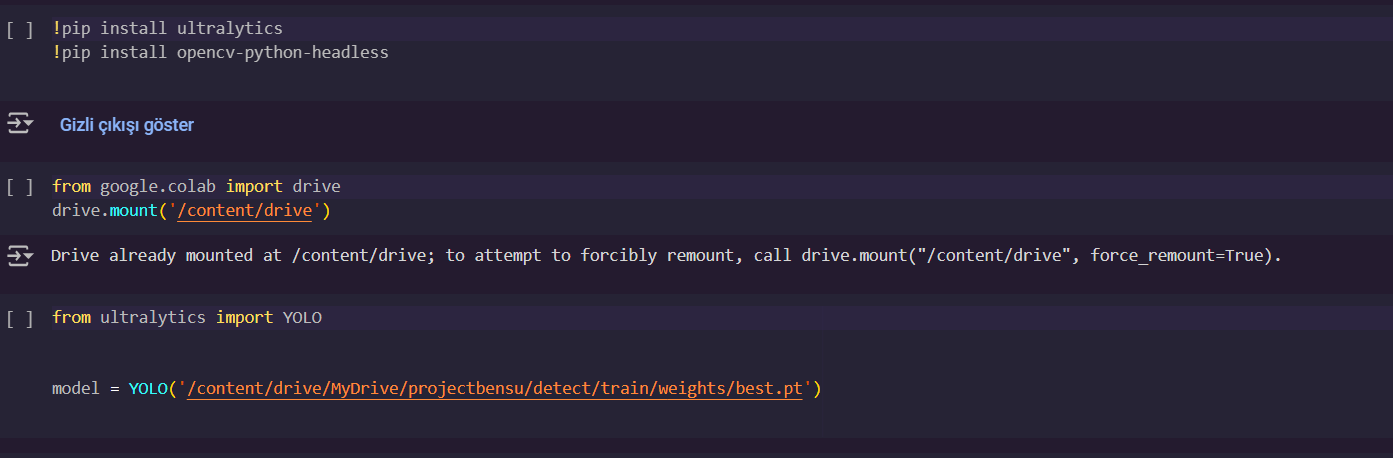 [ ] !pip install ultralytics
!pip install opencv-python-headless
Gizli çıkışı göster
[ ] from google.colab import drive
drive.mount('/content/drive')
Drive already mounted at /content/drive; to attempt to forcibly remount, call drive.mount("/content/drive", force_remount=True).
[ ] from ultralytics import YOLO
model = YOLO('/content/drive/MyDrive/projectbensu/detect/train/weights/best.pt')